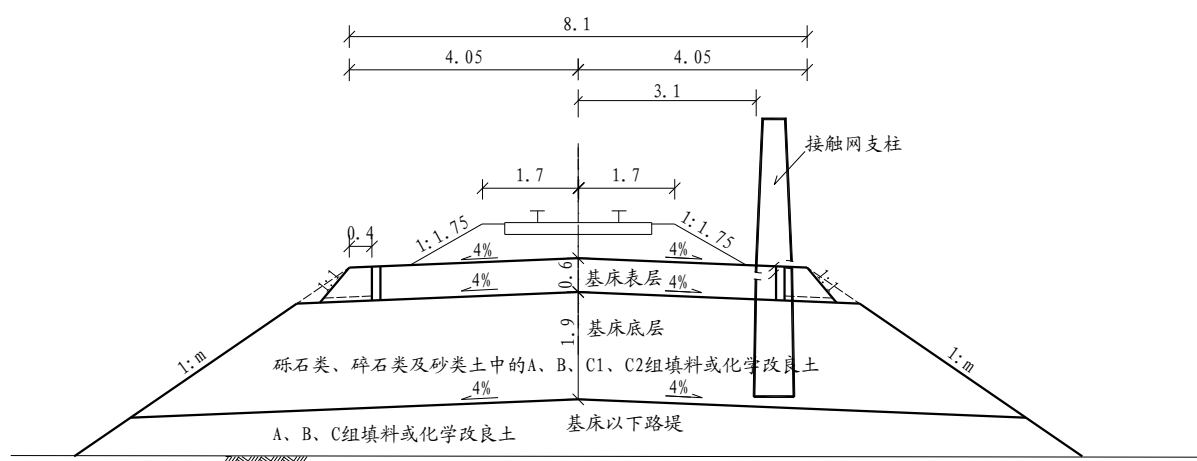 8.1
4.05
4.05
3.1
接触网支柱
1.7
1.7
1:1.75
1:1.75
0.4
4%
4%
1:1
1:1
4%
0.6
基床表层
4%
1.9
基床底层
1:m
1:m
砾石类、碎石类及砂类土中的A、B、C1、C2组填料或化学改良土
4%
4%
基床以下路堤
A、B、C组填料或化学改良土